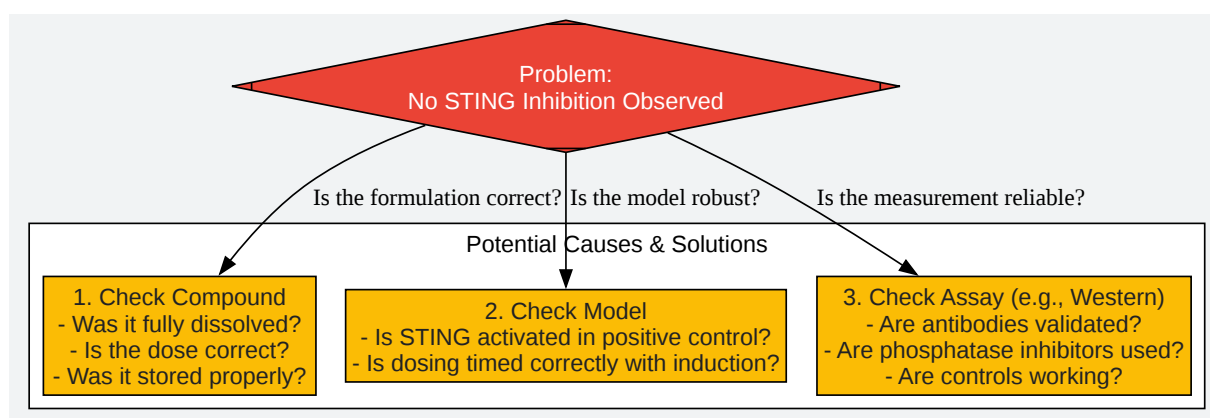 Problem:
No STING Inhibition Observed
Is the formulation correct?
Is the model robust?
Is the measurement reliable?
Potential Causes & Solutions
1. Check Compound
- Was it fully dissolved?
- Is the dose correct?
- Was it stored properly?
2. Check Model
- Is STING activated in positive control?
- Is dosing timed correctly with induction?
3. Check Assay (e.g., Western)
- Are antibodies validated?
- Are phosphatase inhibitors used?
- Are controls working?